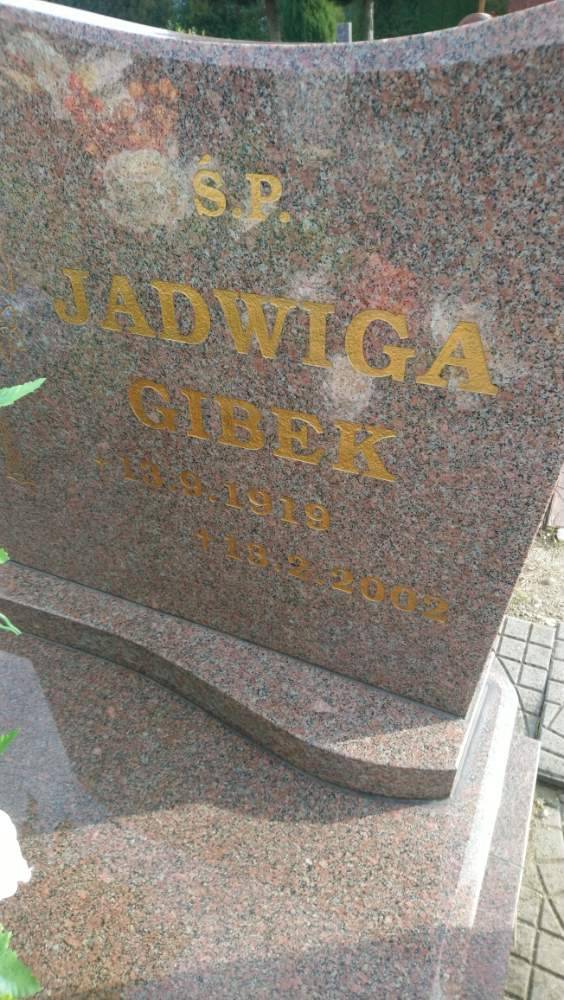 Ś.P.
JADWIGA
GIBEK
* 13.9.1919
† 13.2.2002